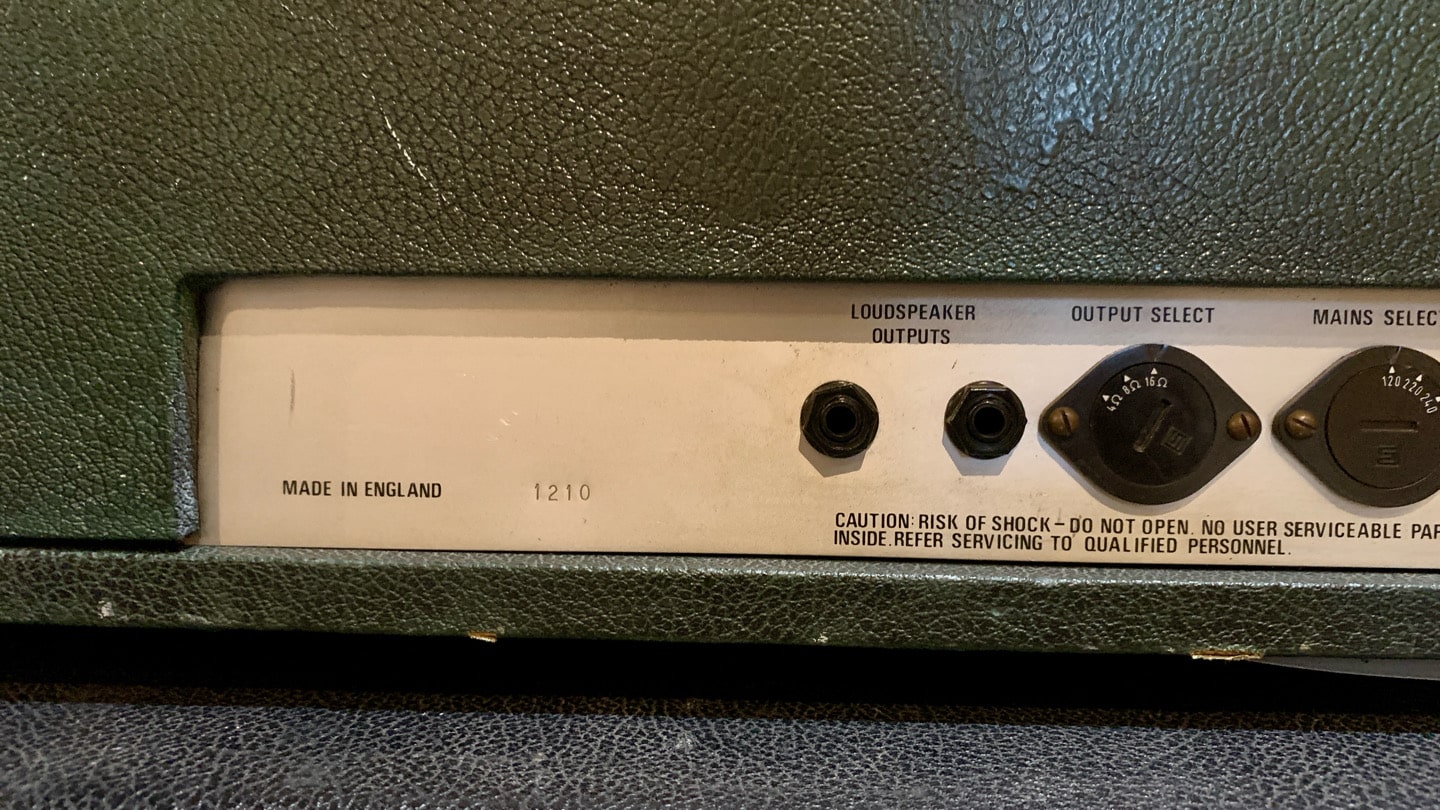 LOUDSPEAKER
OUTPUTS
OUTPUT SELECT
MAINS SELECT
4Ω 8Ω 16Ω
120 220 240
MADE IN ENGLAND
1210
CAUTION: RISK OF SHOCK – DO NOT OPEN. NO USER SERVICEABLE PAR
INSIDE. REFER SERVICING TO QUALIFIED PERSONNEL.